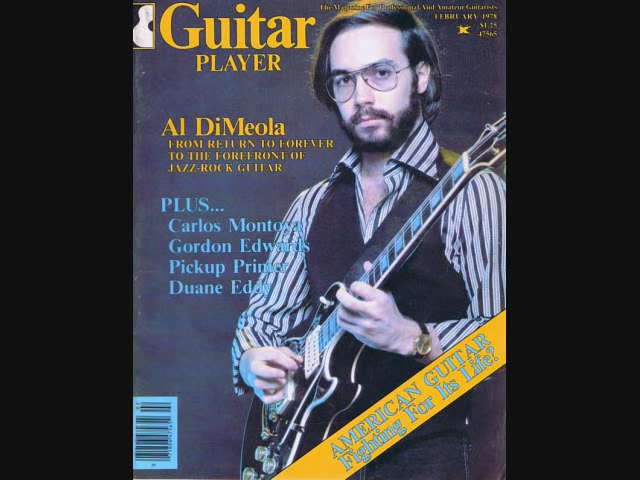 The Magazine For Professional And Amateur Guitarists
FEBRUARY 1978
$1.25
47565
Guitar
PLAYER
Al DiMeola
FROM RETURN TO FOREVER
TO THE FOREFRONT OF
JAZZ-ROCK GUITAR
PLUS...
Carlos Montoya
Gordon Edwards
Pickup Primer
Duane Eddy
AMERICAN GUITAR
Fighting For Its Life?